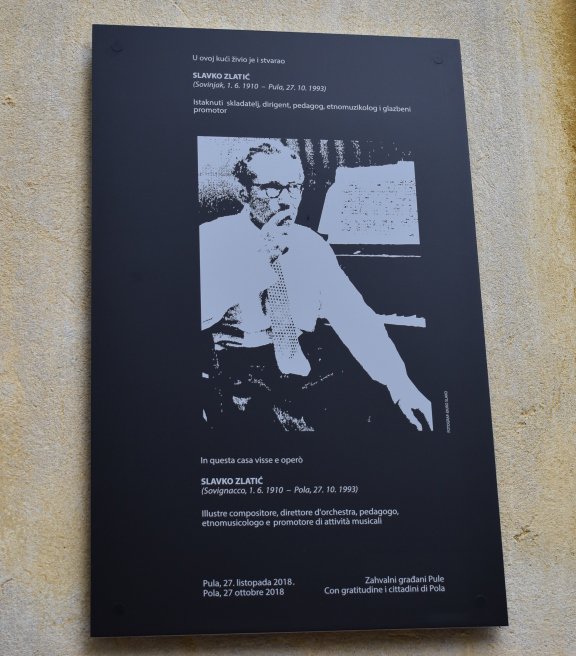 U ovoj kući živio je i stvarao
SLAVKO ZLATIĆ
(Sovinjak, 1. 6. 1910 – Pula, 27. 10. 1993)
Istaknuti skladatelj, dirigent, pedagog, etnomuzikolog i glazbeni
promotor
In questa casa visse e operò
SLAVKO ZLATIĆ
(Sovignacco, 1. 6. 1910 – Pola, 27. 10. 1993)
Illustre compositore, direttore d'orchestra, pedagogo,
etnomusicologo e promotore di attività musicali
Pula, 27. listopada 2018.
Pola, 27 ottobre 2018
Zahvalni građani Pule
Con gratitudine i cittadini di Pola